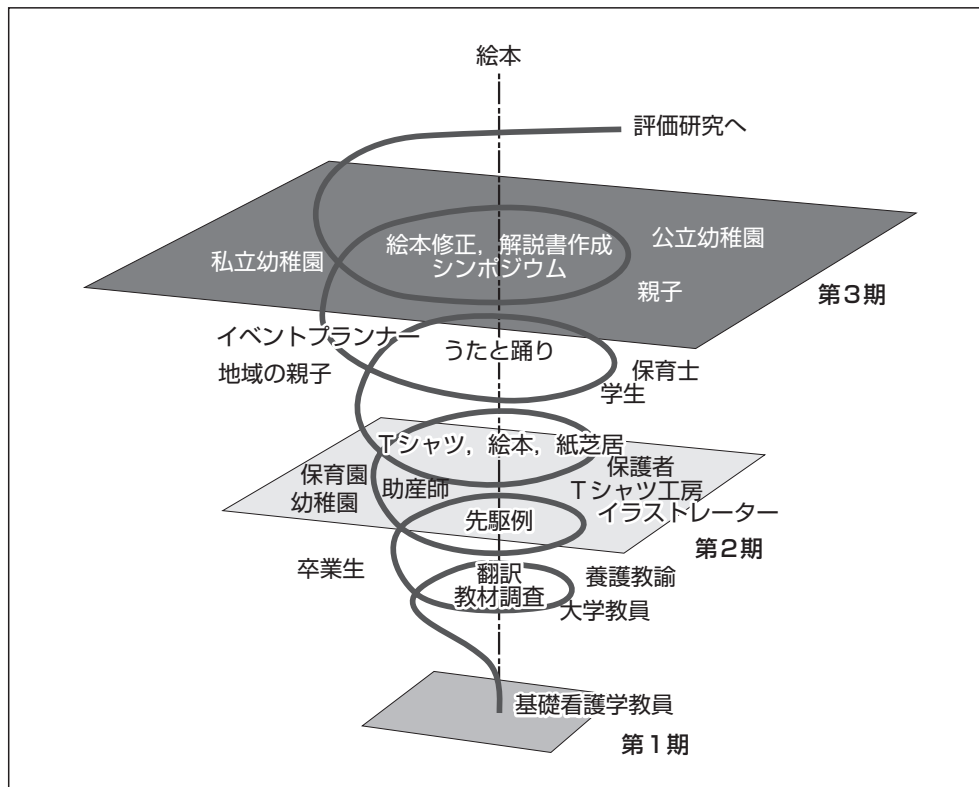 絵本
評価研究へ
公立幼稚園
絵本修正，解説書作成
シンポジウム
私立幼稚園
親子
第3期
イベントプランナー
うたと踊り
地域の親子
保育士
学生
Tシャツ，絵本，紙芝居
保護者
保育園
助産師
Tシャツ工房
幼稚園
イラストレーター
先駆例
第2期
卒業生
翻訳
養護教諭
教材調査
大学教員
基礎看護学教員
第1期